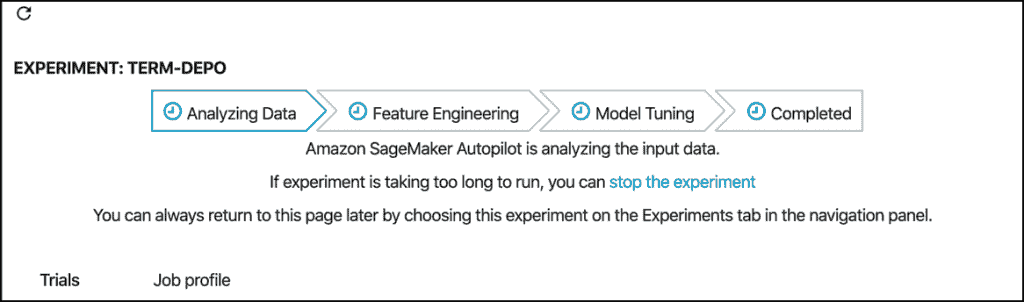 EXPERIMENT: TERM-DEPO
Analyzing Data Feature Engineering Model Tuning Completed
Amazon SageMaker Autopilot is analyzing the input data.
If experiment is taking too long to run, you can stop the experiment
You can always return to this page later by choosing this experiment on the Experiments tab in the navigation panel.
Trials Job profile